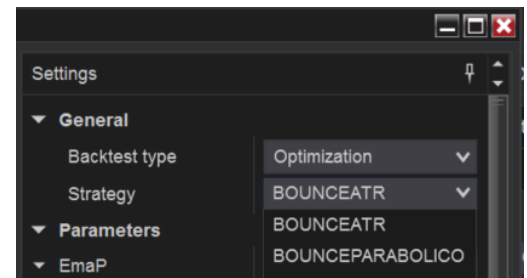 Settings
General
Backtest type Optimization
Strategy BOUNCEATR
BOUNCEATR
Parameters
BOUNCEPARABOLICO
EmaP